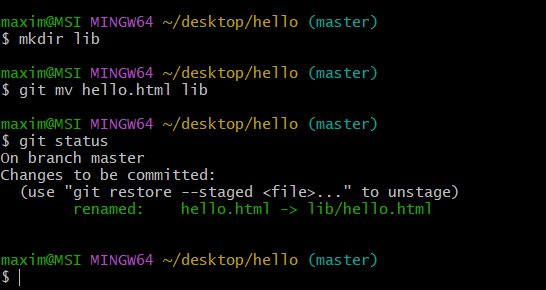 maxim@MSI MINGW64 ~/desktop/hello (master)
$ mkdir lib
maxim@MSI MINGW64 ~/desktop/hello (master)
$ git mv hello.html lib
maxim@MSI MINGW64 ~/desktop/hello (master)
$ git status
On branch master
Changes to be committed:
  (use "git restore --staged <file>..." to unstage)
        renamed:    hello.html -> lib/hello.html
maxim@MSI MINGW64 ~/desktop/hello (master)
$